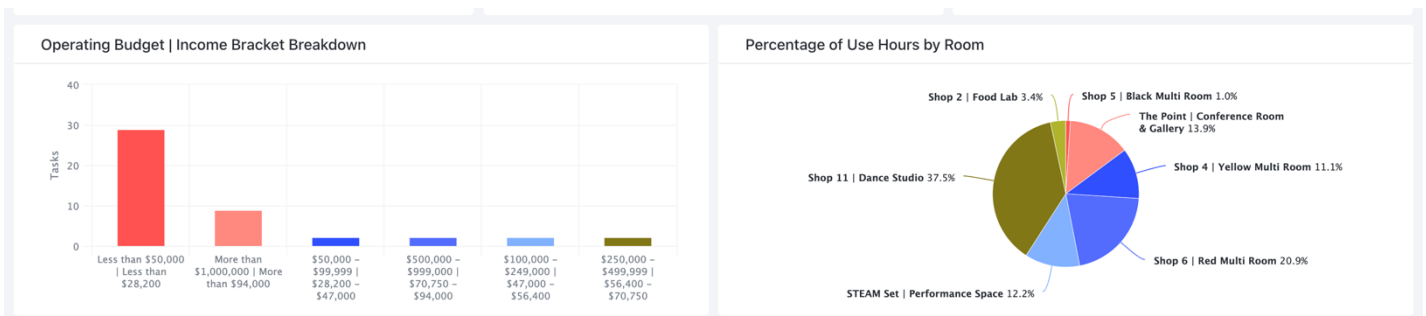 Operating Budget | Income Bracket Breakdown
40
30
20
10
0
Tasks
Less than $50,000
| Less than
$28,200
More than
$1,000,000 | More
than $94,000
$50,000 –
$99,999 |
$28,200 –
$47,000
$500,000 –
$999,000 |
$70,750 –
$94,000
$100,000 –
$249,000 |
$47,000 –
$56,400
$250,000 –
$499,999 |
$56,400 –
$70,750
Percentage of Use Hours by Room
Shop 2 | Food Lab 3.4%
Shop 5 | Black Multi Room 1.0%
The Point | Conference Room
& Gallery 13.9%
Shop 4 | Yellow Multi Room 11.1%
Shop 11 | Dance Studio 37.5%
Shop 6 | Red Multi Room 20.9%
STEAM Set | Performance Space 12.2%